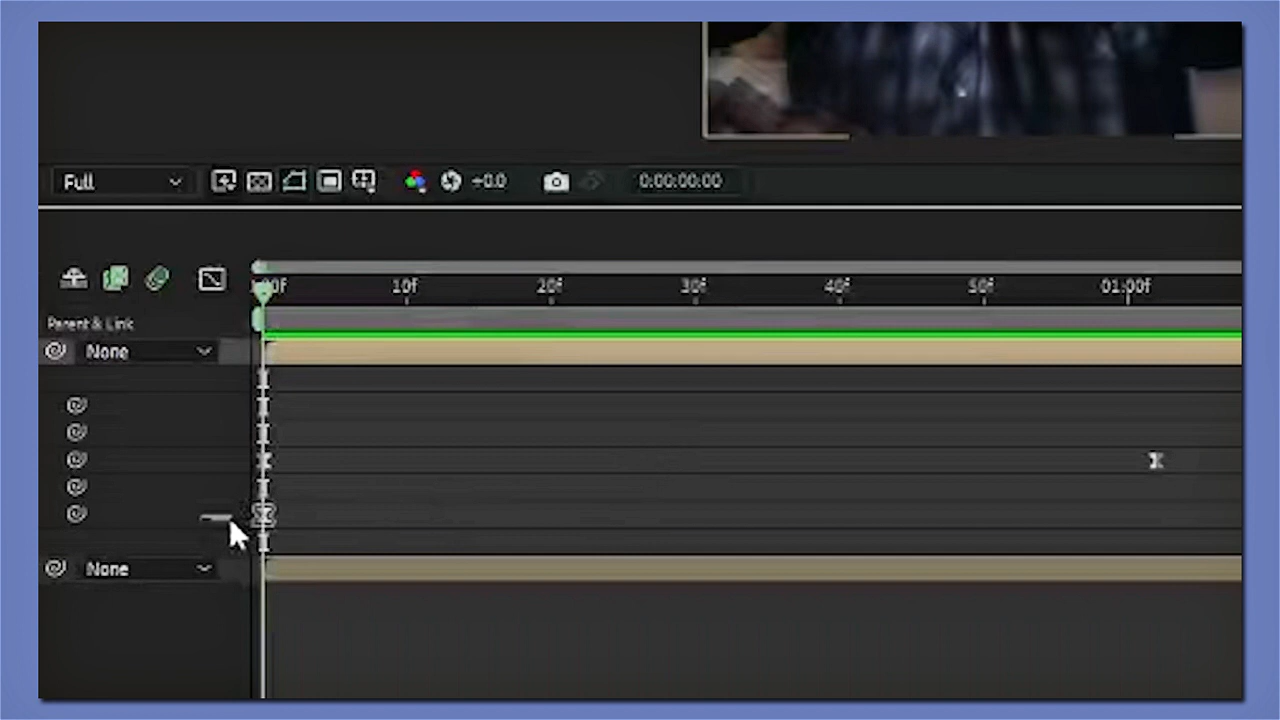 Full +0.0 0:00:00:00
10f 20f 30f 40f 50f 01:00f
Parent & Link
None
None